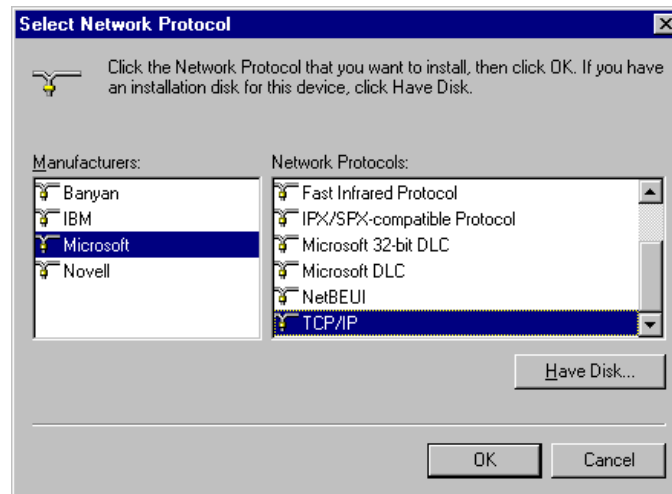 Select Network Protocol
Click the Network Protocol that you want to install, then click OK. If you have
an installation disk for this device, click Have Disk.
Manufacturers:
Banyan
IBM
Microsoft
Novell
Network Protocols:
Fast Infrared Protocol
IPX/SPX-compatible Protocol
Microsoft 32-bit DLC
Microsoft DLC
NetBEUI
TCP/IP
Have Disk...
OK
Cancel